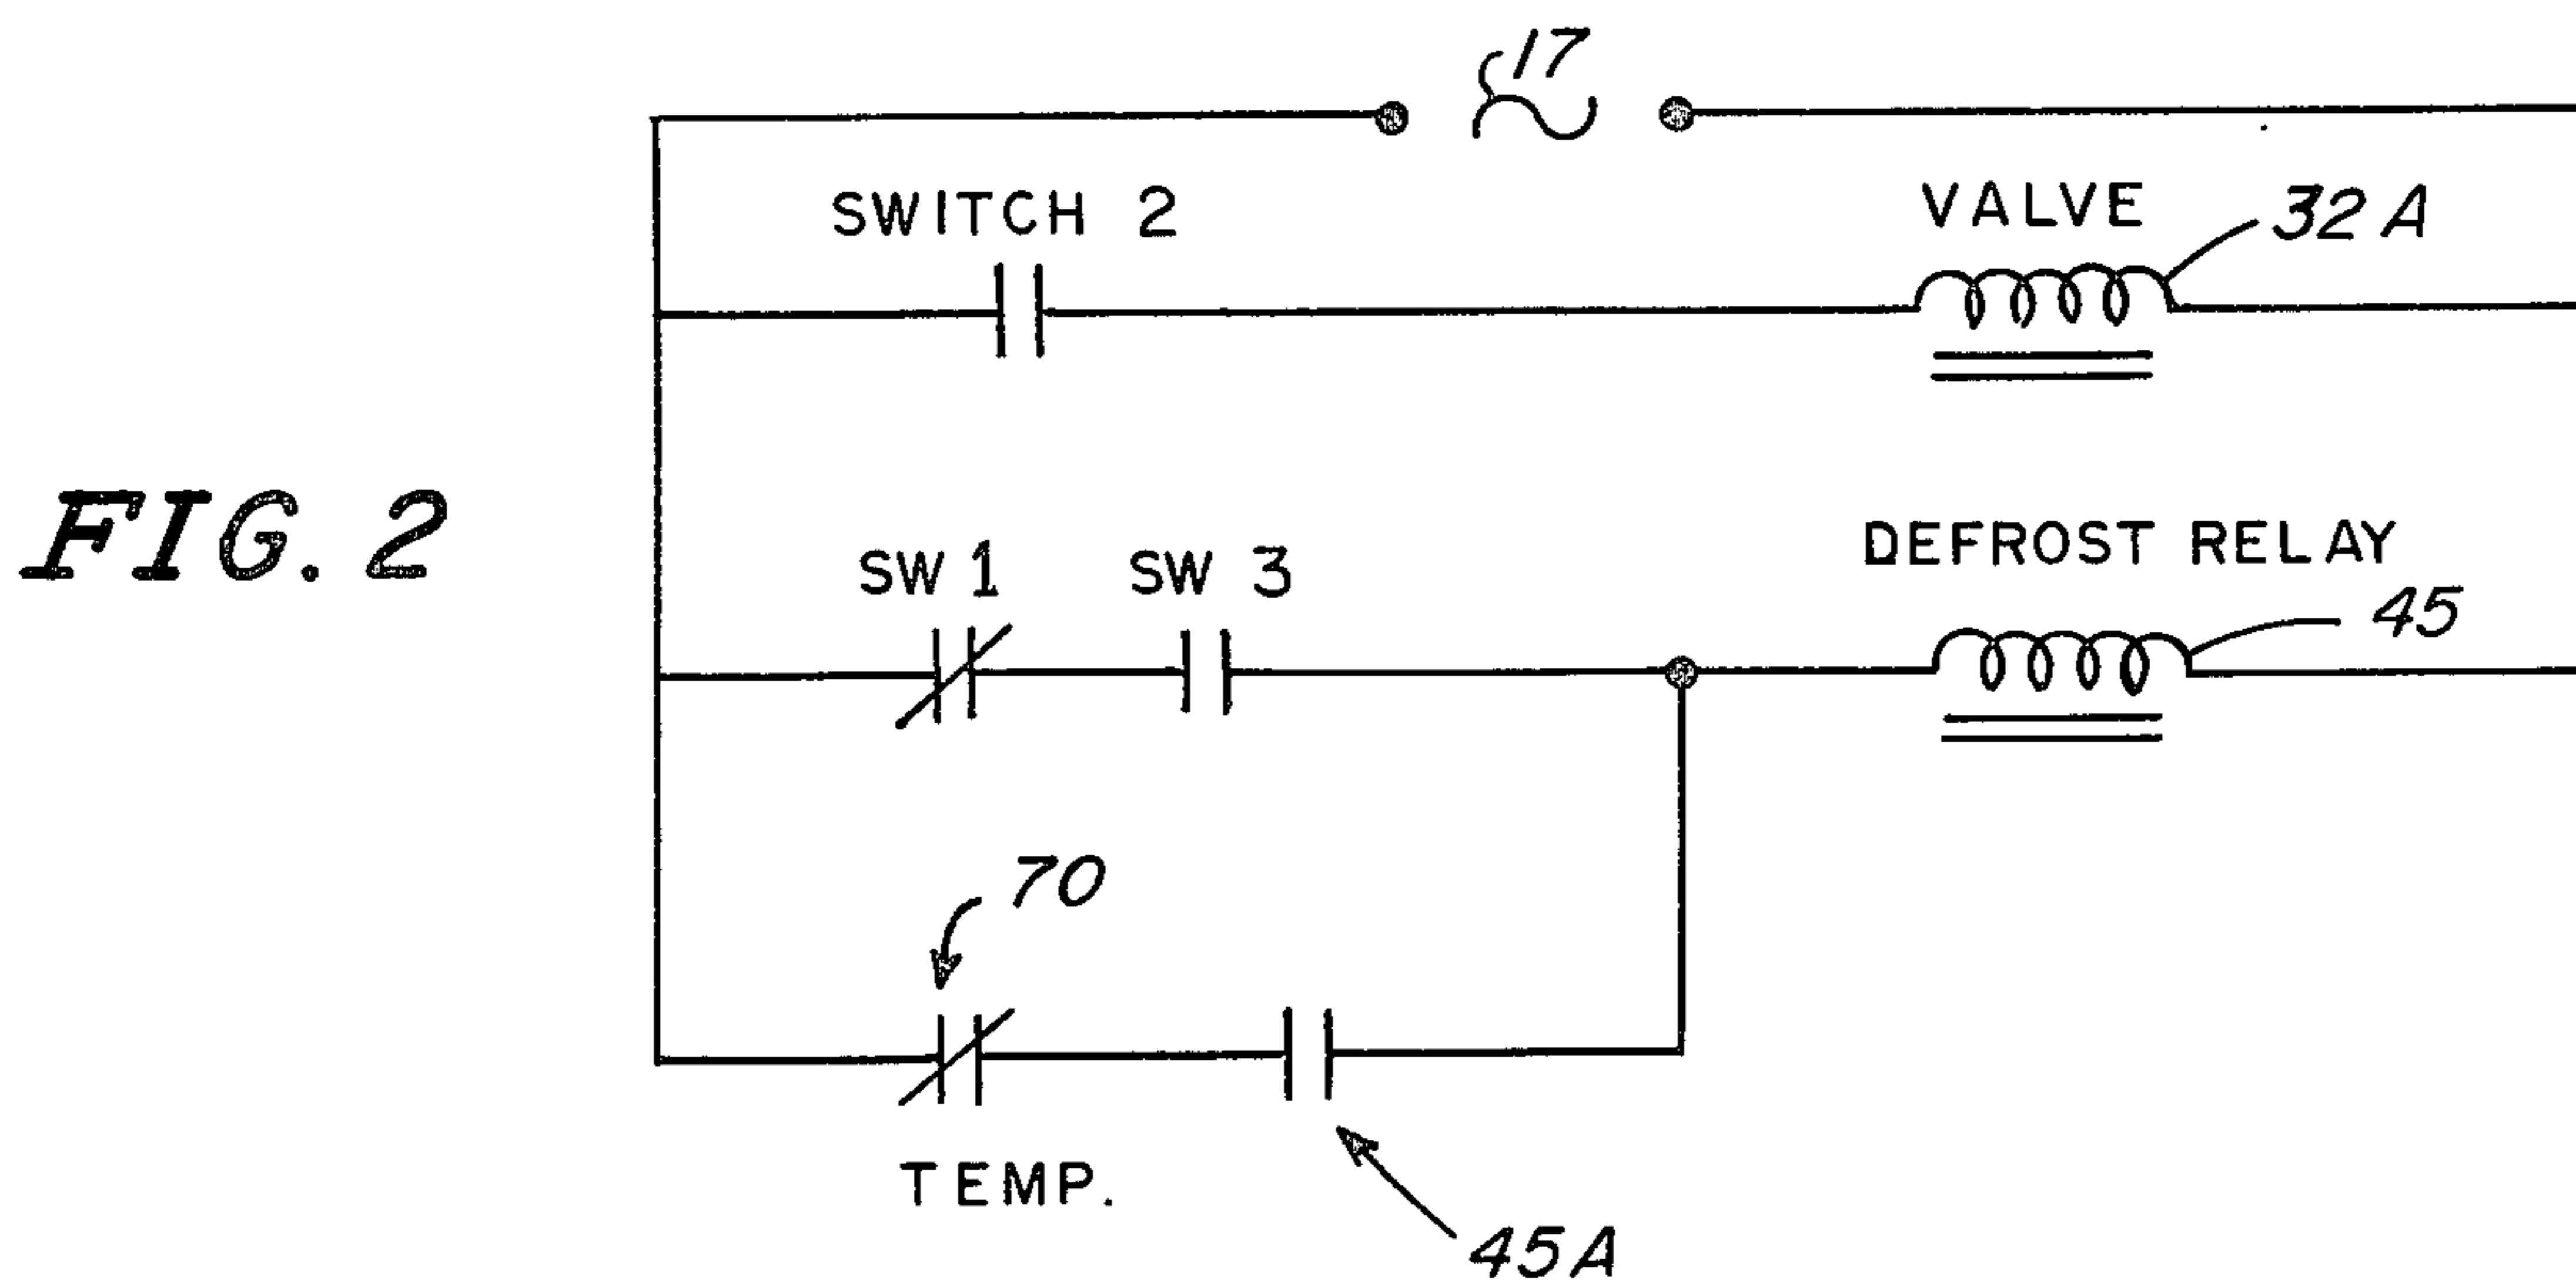 17
SWITCH 2
VALVE
32A
FIG. 2
SW 1
SW 3
DEFROST RELAY
45
70
TEMP.
45A